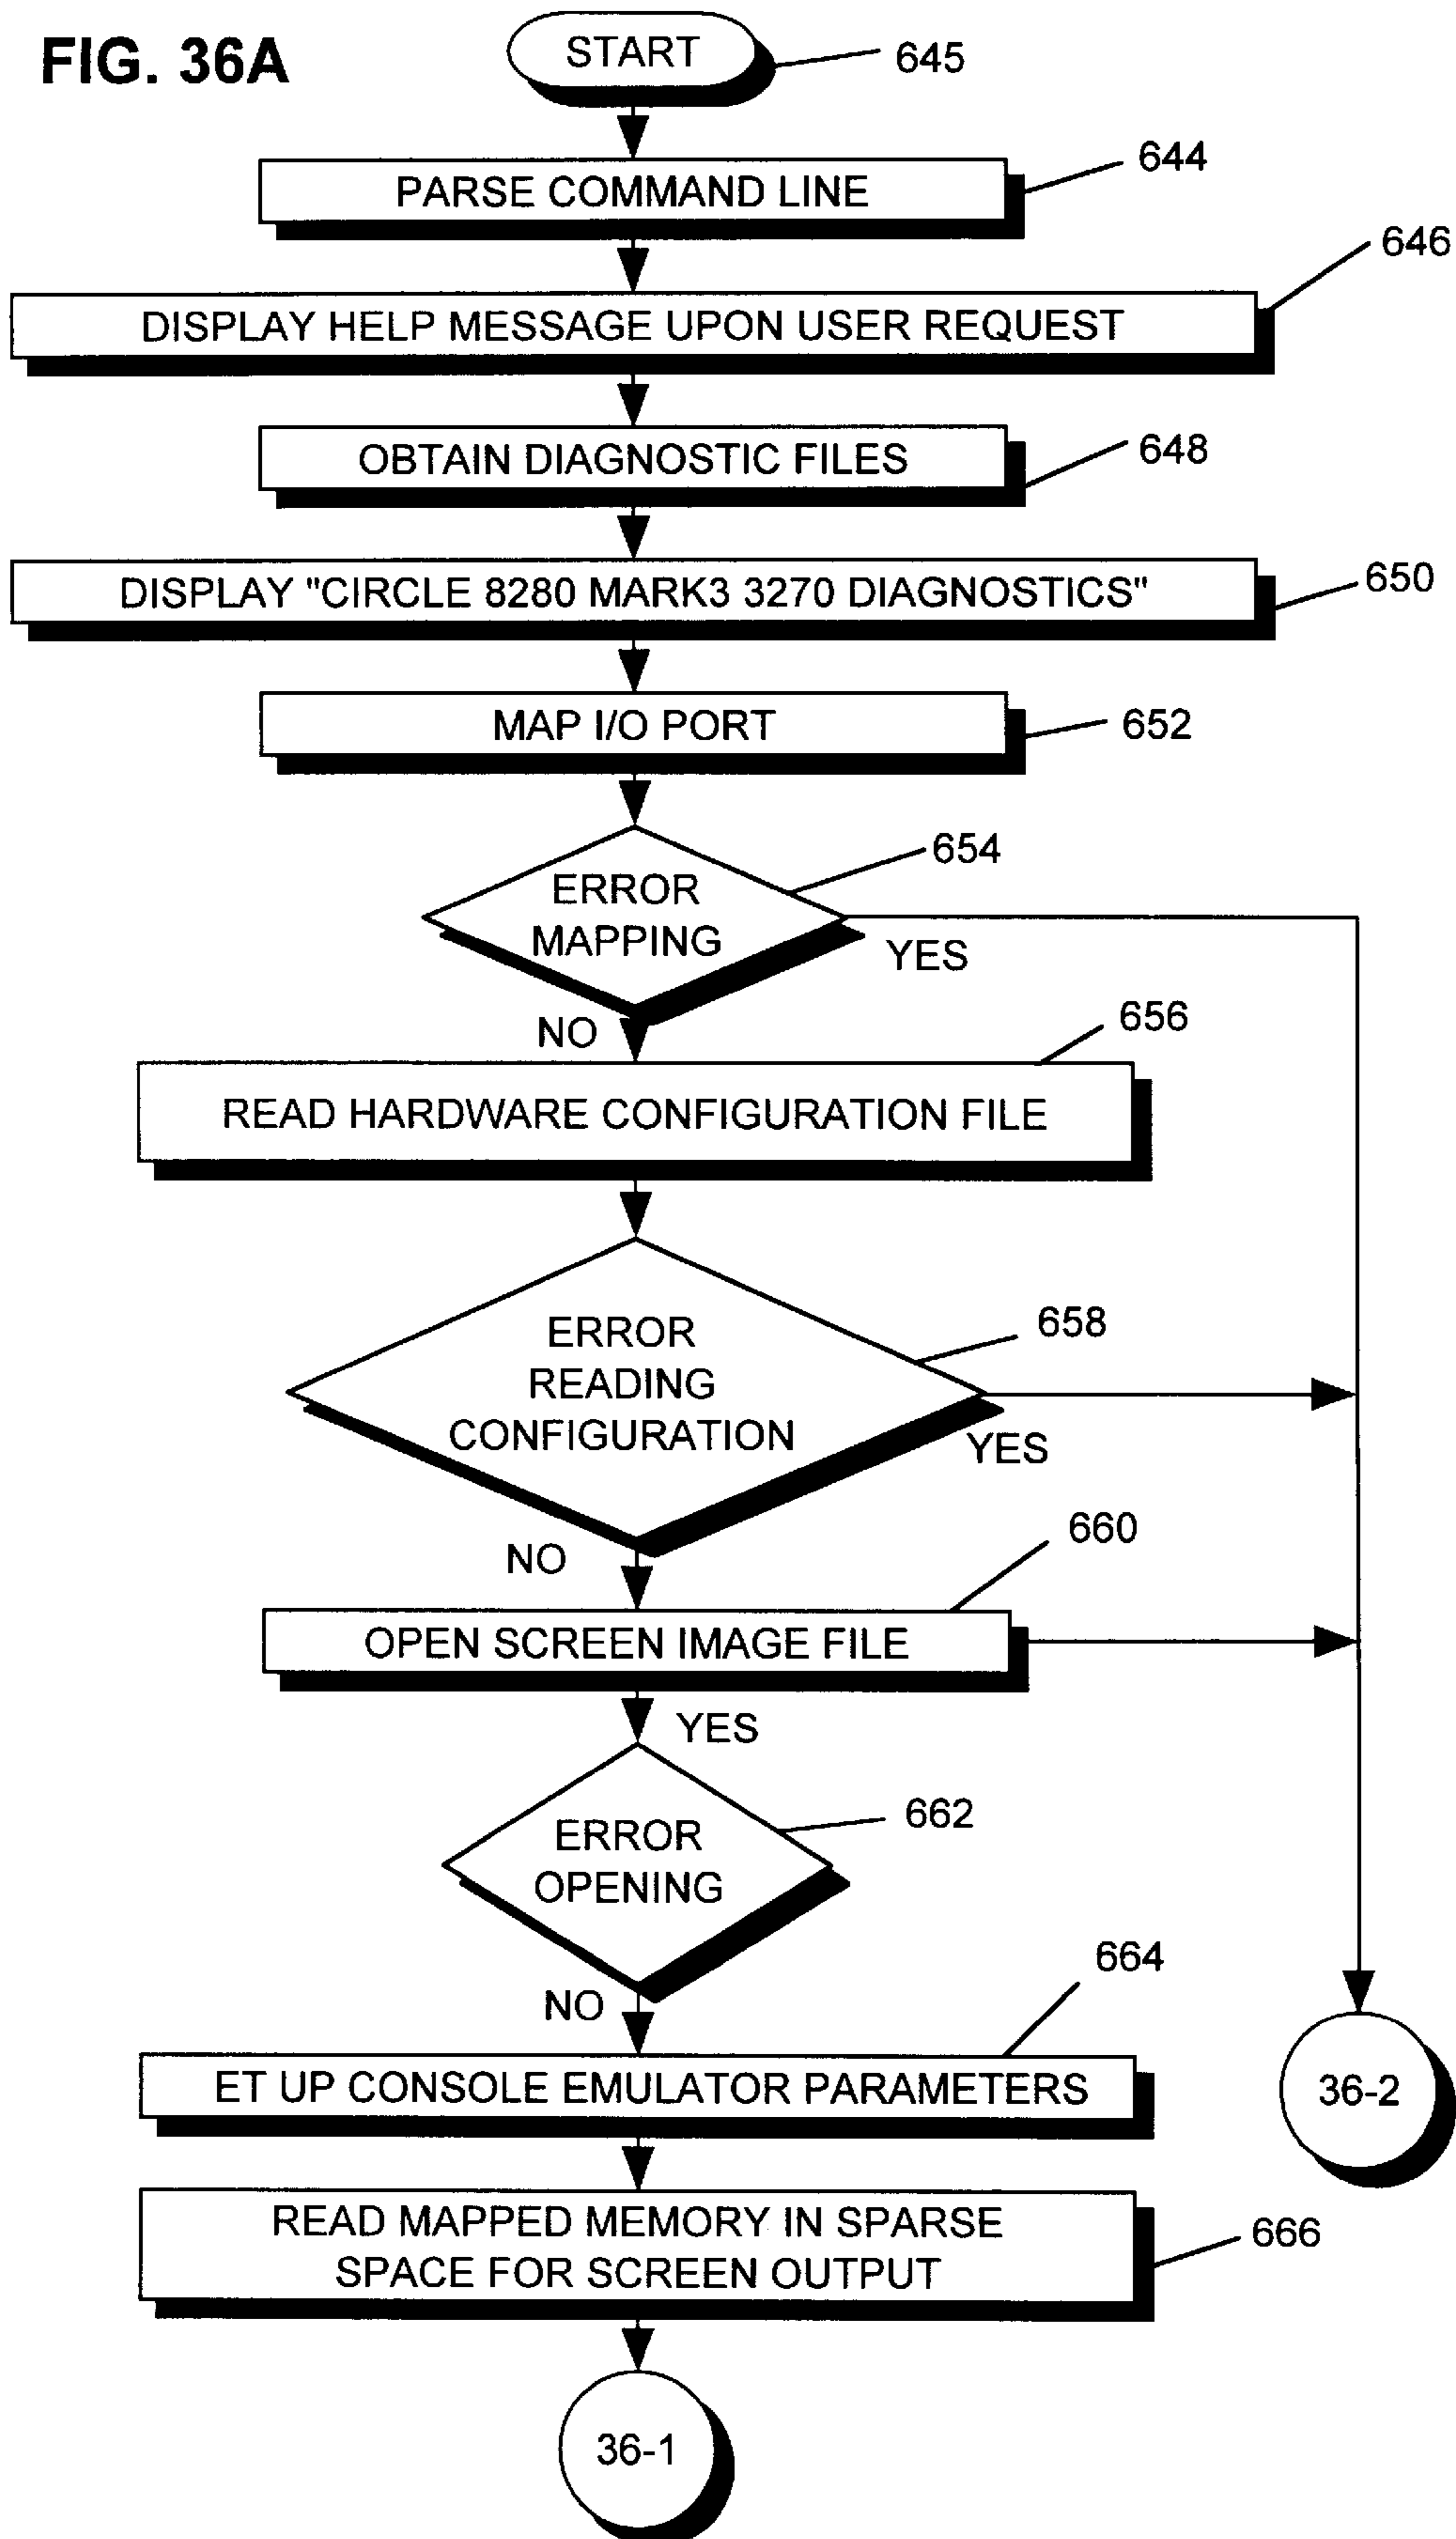 FIG. 36A
START
645
PARSE COMMAND LINE
644
646
DISPLAY HELP MESSAGE UPON USER REQUEST
OBTAIN DIAGNOSTIC FILES
648
DISPLAY "CIRCLE 8280 MARK3 3270 DIAGNOSTICS"
650
MAP I/O PORT
652
654
ERROR
MAPPING
YES
NO
656
READ HARDWARE CONFIGURATION FILE
658
ERROR
READING
CONFIGURATION
YES
NO
660
OPEN SCREEN IMAGE FILE
YES
662
ERROR
OPENING
NO
664
ET UP CONSOLE EMULATOR PARAMETERS
36-2
READ MAPPED MEMORY IN SPARSE
SPACE FOR SCREEN OUTPUT
666
36-1